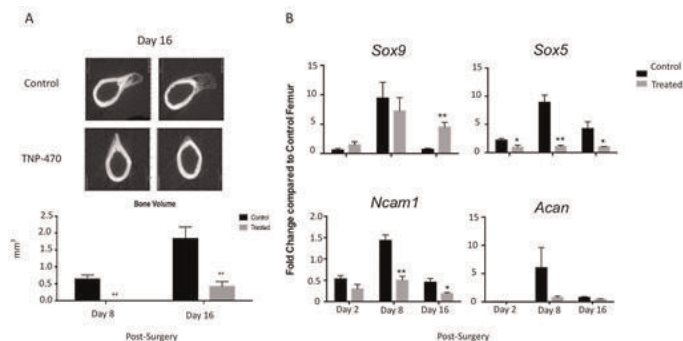 A
Day 16
Control
TNP-470
Bone Volume
mm³
2.5
2.0
1.5
1.0
0.5
0.0
Control
Treated
**
**
Day 8
Day 16
Post-Surgery
B
Fold Change compared to Control Femur
Sox9
15
10
5
0
**
Sox5
15
10
5
0
*
**
*
Control
Treated
Ncam1
2.0
1.5
1.0
0.5
0.0
**
*
Day 2
Day 8
Day 16
Acan
15
10
5
0
Day 2
Day 8
Day 16
Post-Surgery